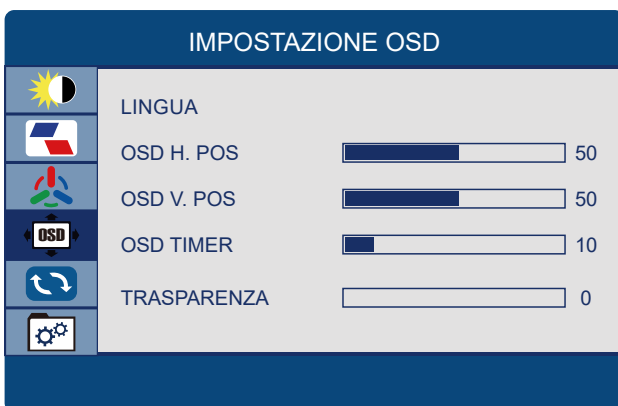 IMPOSTAZIONE OSD
LINGUA
OSD H. POS 50
OSD V. POS 50
OSD
OSD TIMER 10
TRASPARENZA 0